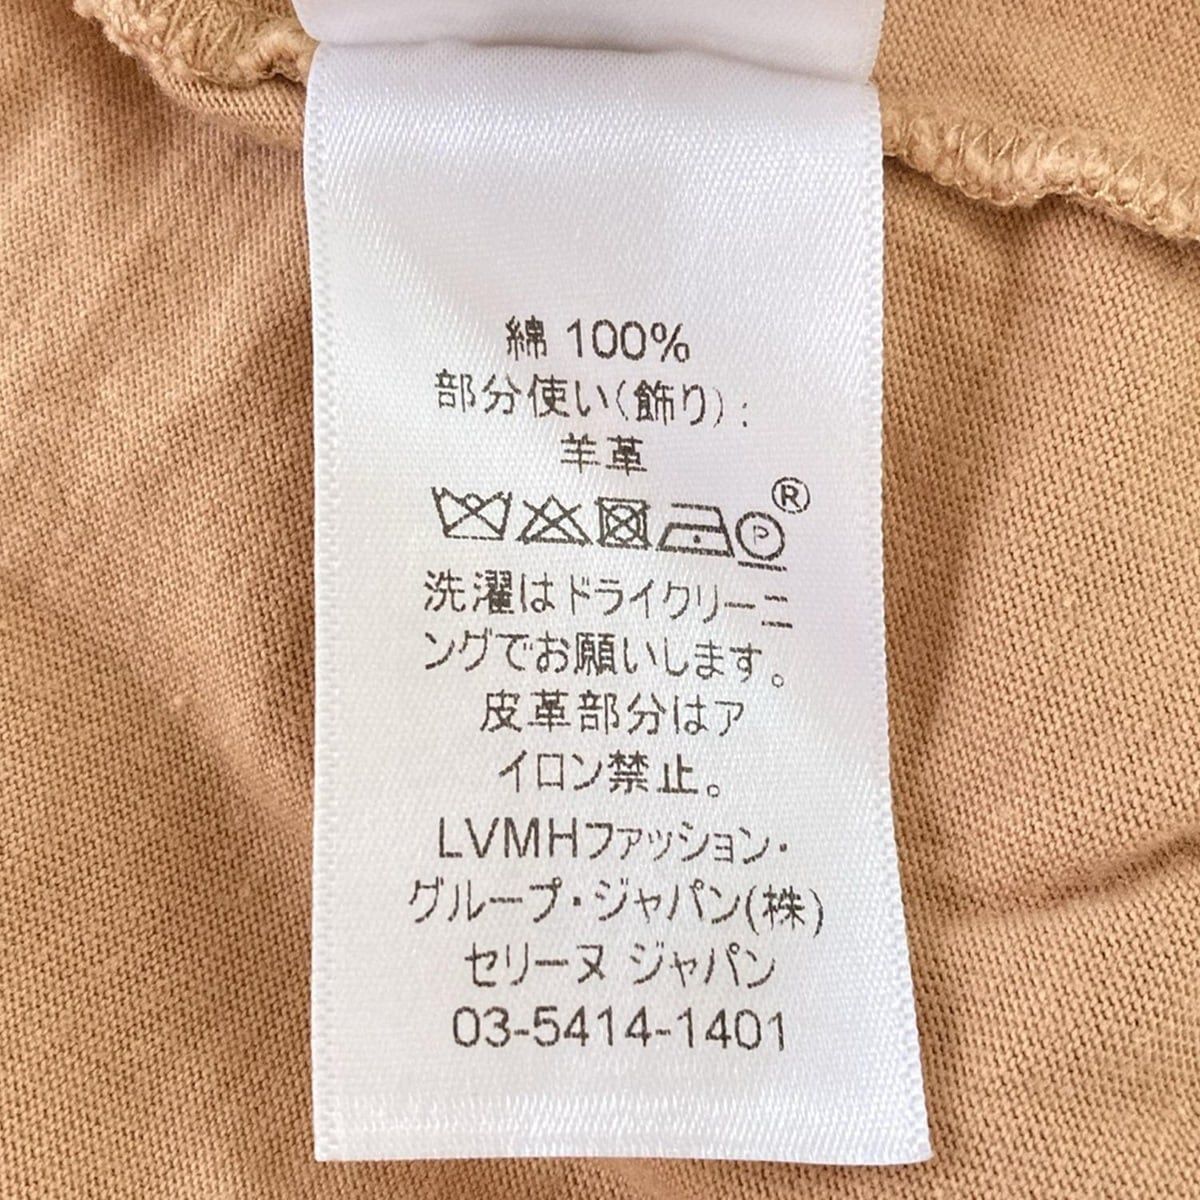 綿 100%
部分使い(飾り):
羊革
®
P
洗濯はドライクリーニ
ングでお願いします。
皮革部分はア
イロン禁止。
LVMHファッション・
グループ・ジャパン(株)
セリーヌ ジャパン
03-5414-1401